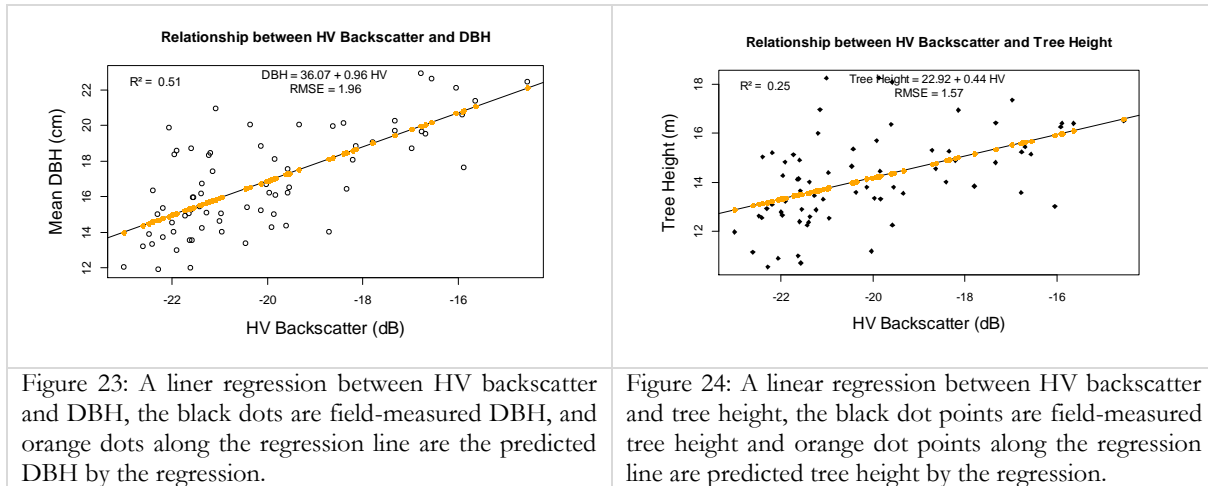 Relationship between HV Backscatter and DBH
R² = 0.51
DBH = 36.07 + 0.96 HV
RMSE = 1.96
Mean DBH (cm)
22
20
18
16
14
12
-22
-20
-18
-16
HV Backscatter (dB)
Figure 23: A liner regression between HV backscatter
and DBH, the black dots are field-measured DBH, and
orange dots along the regression line are the predicted
DBH by the regression.
Relationship between HV Backscatter and Tree Height
R² = 0.25
Tree Height = 22.92 + 0.44 HV
RMSE = 1.57
Tree Height (m)
18
16
14
12
-22
-20
-18
-16
HV Backscatter (dB)
Figure 24: A linear regression between HV backscatter
and tree height, the black dot points are field-measured
tree height and orange dot points along the regression
line are predicted tree height by the regression.